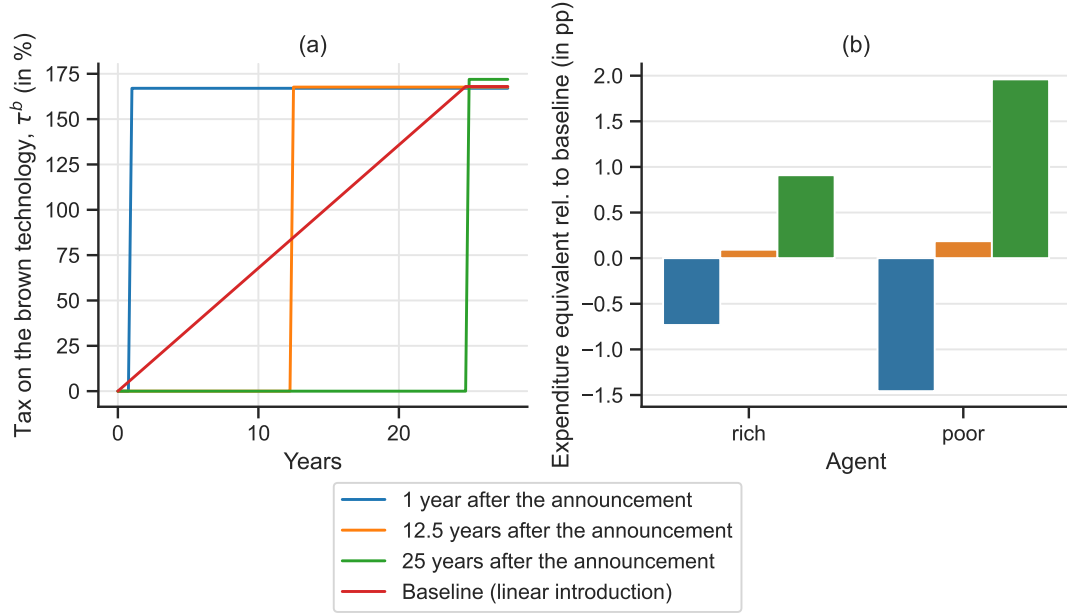 (a)
Tax on the brown technology, τ^b (in %)
175
150
125
100
75
50
25
0
0 10 20
Years
(b)
Expenditure equivalent rel. to baseline (in pp)
2.0
1.5
1.0
0.5
0.0
−0.5
−1.0
−1.5
rich poor
Agent
1 year after the announcement
12.5 years after the announcement
25 years after the announcement
Baseline (linear introduction)